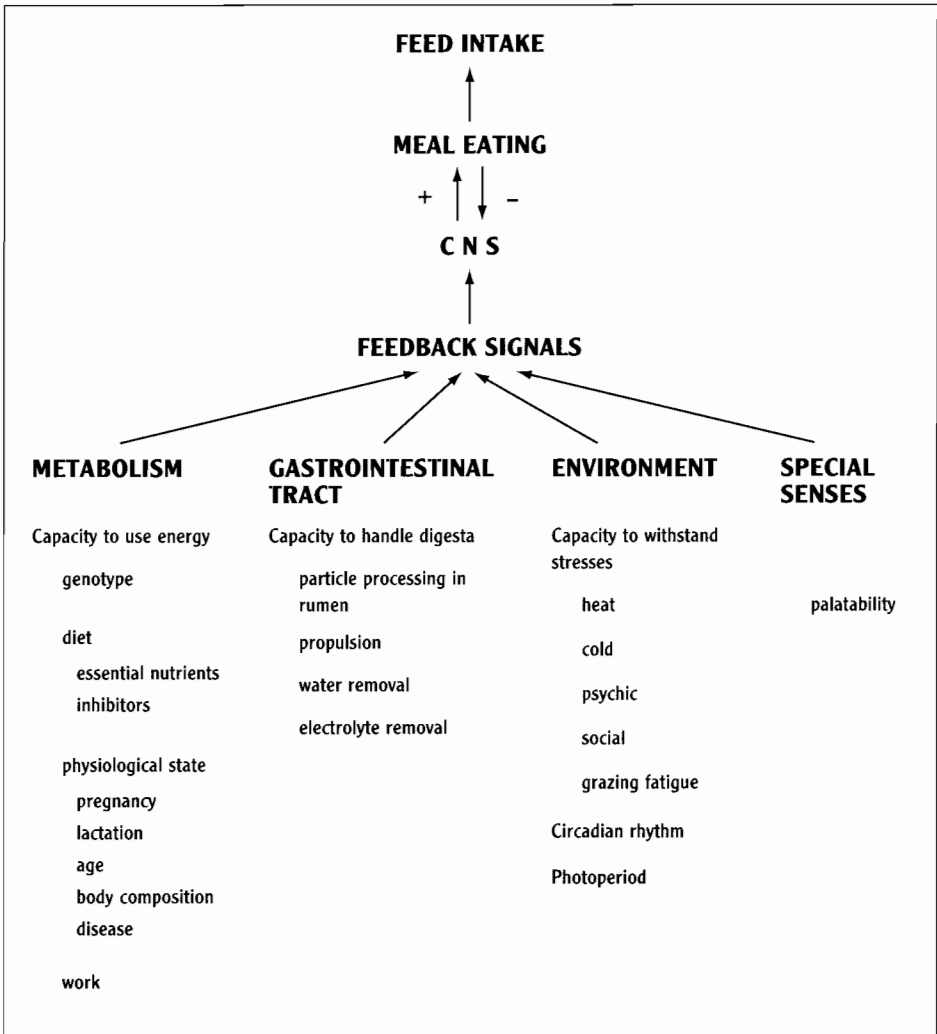 FEED INTAKE
MEAL EATING
+ −
C N S
FEEDBACK SIGNALS
METABOLISM
Capacity to use energy
genotype
diet
essential nutrients
inhibitors
physiological state
pregnancy
lactation
age
body composition
disease
work
GASTROINTESTINAL
TRACT
Capacity to handle digesta
particle processing in
rumen
propulsion
water removal
electrolyte removal
ENVIRONMENT
Capacity to withstand
stresses
heat
cold
psychic
social
grazing fatigue
Circadian rhythm
Photoperiod
SPECIAL
SENSES
palatability